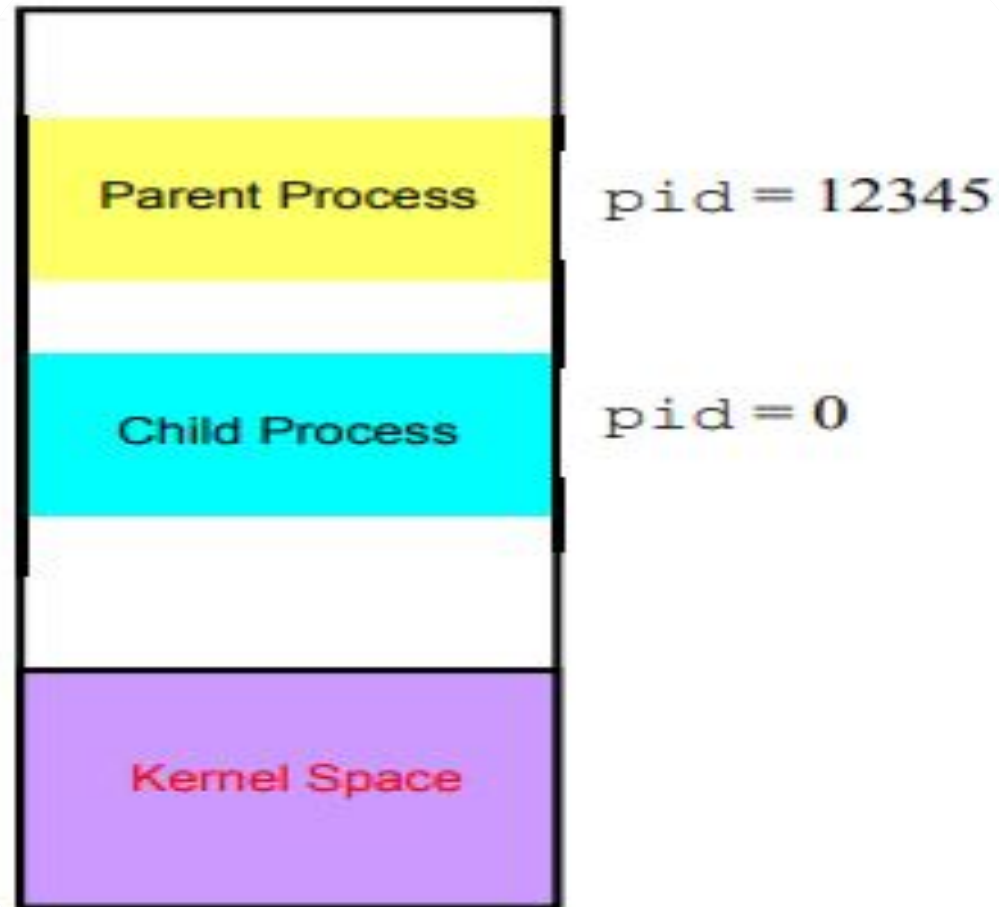 Parent Process
pid = 12345
Child Process
pid = 0
Kernel Space